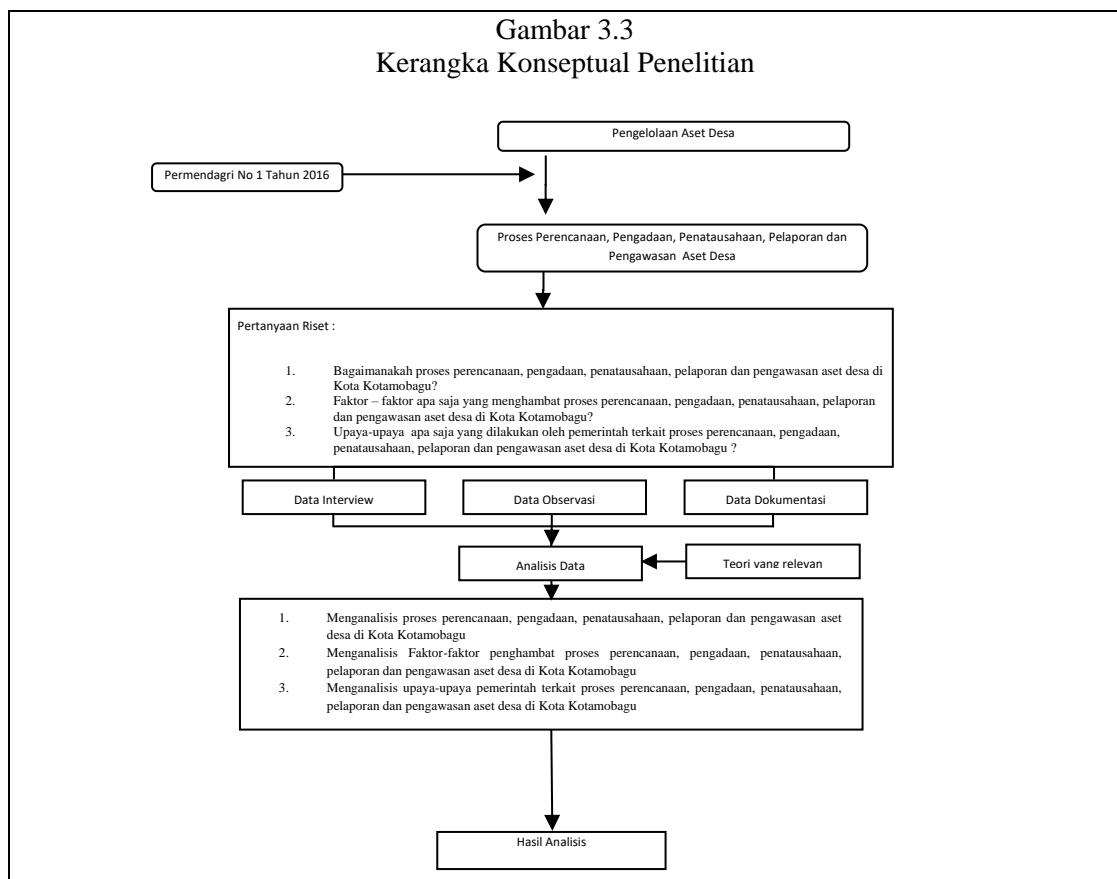 Gambar 3.3
Kerangka Konseptual Penelitian
Pengelolaan Aset Desa
Permendagri No 1 Tahun 2016
Proses Perencanaan, Pengadaan, Penatausahaan, Pelaporan dan
Pengawasan Aset Desa
Pertanyaan Riset :
1. Bagaimanakah proses perencanaan, pengadaan, penatausahaan, pelaporan dan pengawasan aset desa di
Kota Kotamobagu?
2. Faktor – faktor apa saja yang menghambat proses perencanaan, pengadaan, penatausahaan, pelaporan
dan pengawasan aset desa di Kota Kotamobagu?
3. Upaya-upaya apa saja yang dilakukan oleh pemerintah terkait proses perencanaan, pengadaan,
penatausahaan, pelaporan dan pengawasan aset desa di Kota Kotamobagu ?
Data Interview
Data Observasi
Data Dokumentasi
Analisis Data
Teori yang relevan
1. Menganalisis proses perencanaan, pengadaan, penatausahaan, pelaporan dan pengawasan aset
desa di Kota Kotamobagu
2. Menganalisis Faktor-faktor penghambat proses perencanaan, pengadaan, penatausahaan,
pelaporan dan pengawasan aset desa di Kota Kotamobagu
3. Menganalisis upaya-upaya pemerintah terkait proses perencanaan, pengadaan, penatausahaan,
pelaporan dan pengawasan aset desa di Kota Kotamobagu
Hasil Analisis